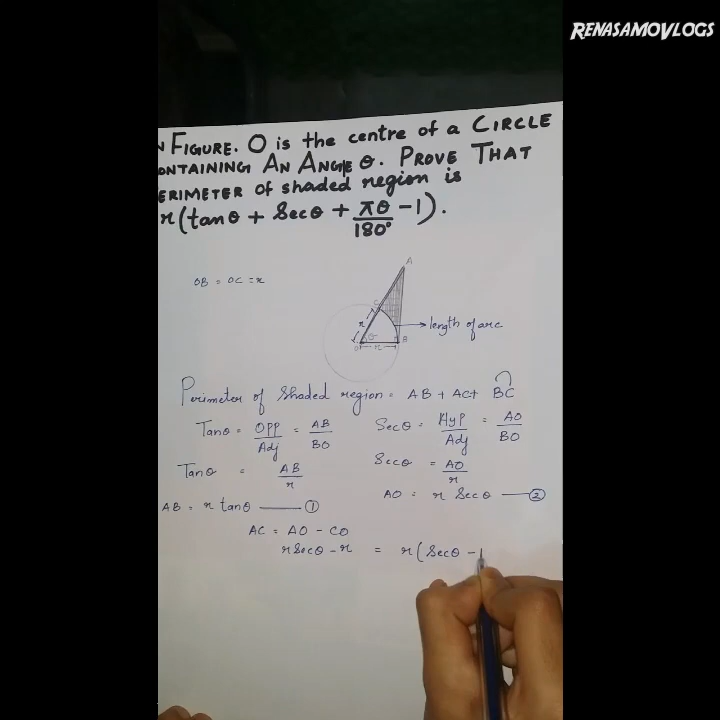 RENASAMOVLOGS
N FIGURE. O is the centre of a CIRCLE
ONTAINING AN ANGLE θ. PROVE THAT
ERIMETER of shaded region is
r(tanθ + Secθ + πθ/180° - 1).
OB = OC = r
A
C
r
θ
O
r
B
length of arc
Perimeter of Shaded region = AB + AC + B͡C
Tanθ = OPP/Adj = AB/BO
Secθ = HYP/Adj = AO/BO
Tanθ = AB/r
Secθ = AO/r
AB = r tanθ ——— ①
AO = r Secθ —— ②
AC = AO - CO
rSecθ - r = r(Secθ - 1